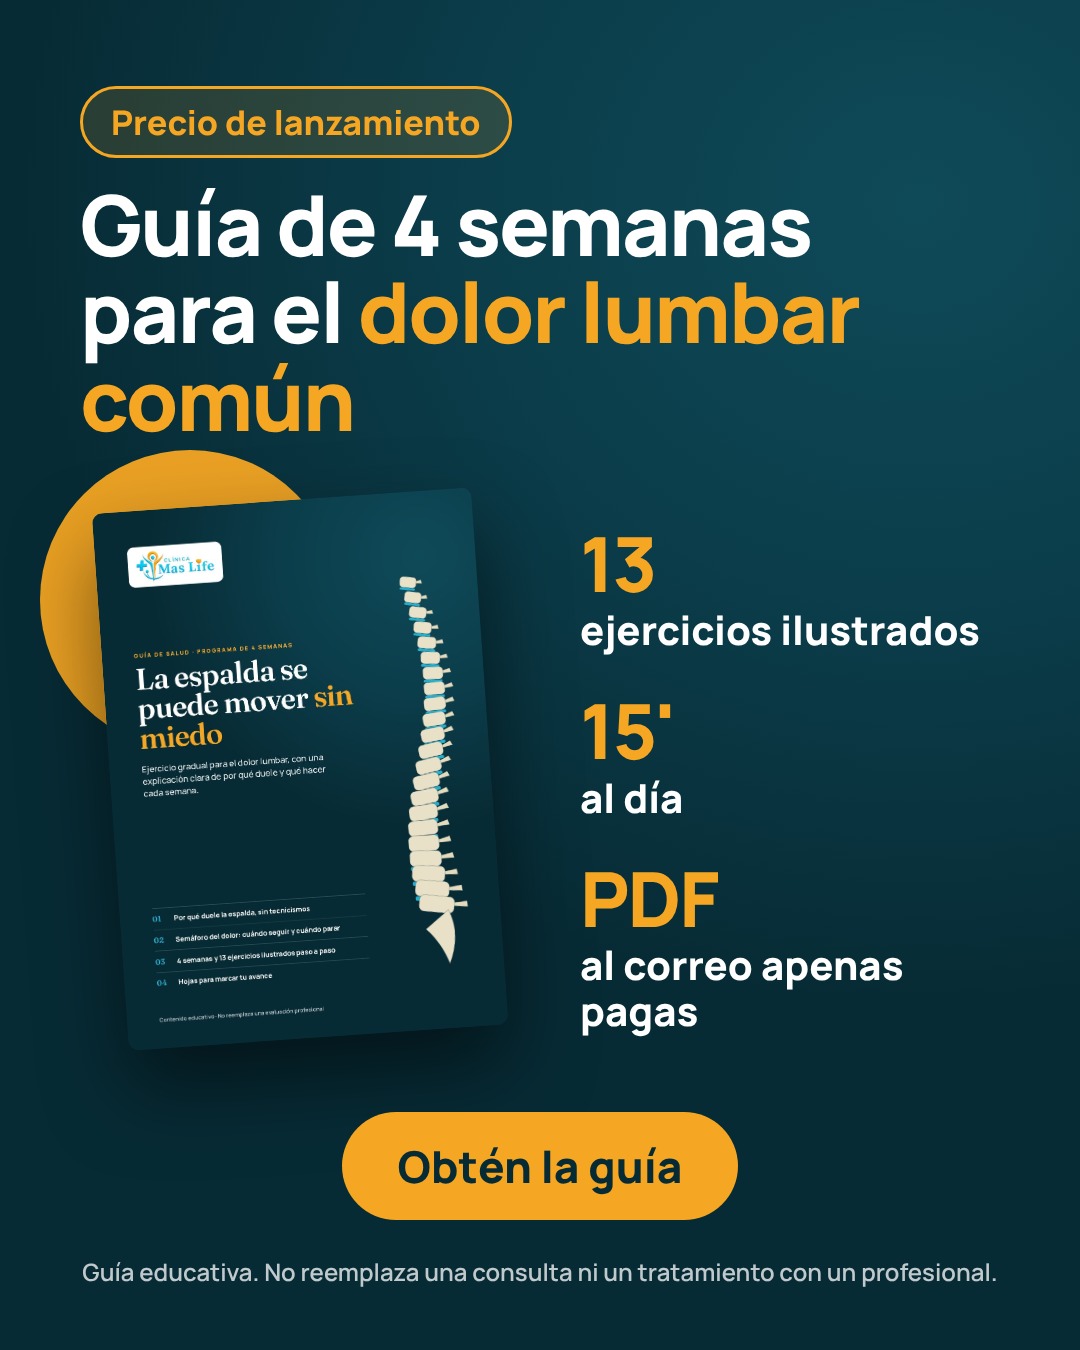 Precio de lanzamiento
Guía de 4 semanas
para el dolor lumbar
común
CLÍNICA
Mas Life
GUÍA DE SALUD · PROGRAMA DE 4 SEMANAS
La espalda se
puede mover sin
miedo
Ejercicio gradual para el dolor lumbar, con una
explicación clara de por qué duele y qué hacer
cada semana.
01 Por qué duele la espalda, sin tecnicismos
02 Semáforo del dolor: cuándo seguir y cuándo parar
03 4 semanas y 13 ejercicios ilustrados paso a paso
04 Hojas para marcar tu avance
Contenido educativo · No reemplaza una evaluación profesional
13
ejercicios ilustrados
15'
al día
PDF
al correo apenas
pagas
Obtén la guía
Guía educativa. No reemplaza una consulta ni un tratamiento con un profesional.